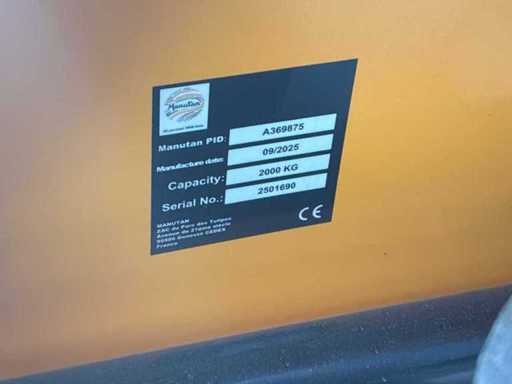 Manutan
Manutan PID: A369875
Manufacture date: 09/2025
Capacity: 2000 KG
Serial No.: 2501690
MANUTAN
ZAC du Parc des Tulipes
Avenue du 21ème siècle
95506 Gonesse CEDEX
France
CE